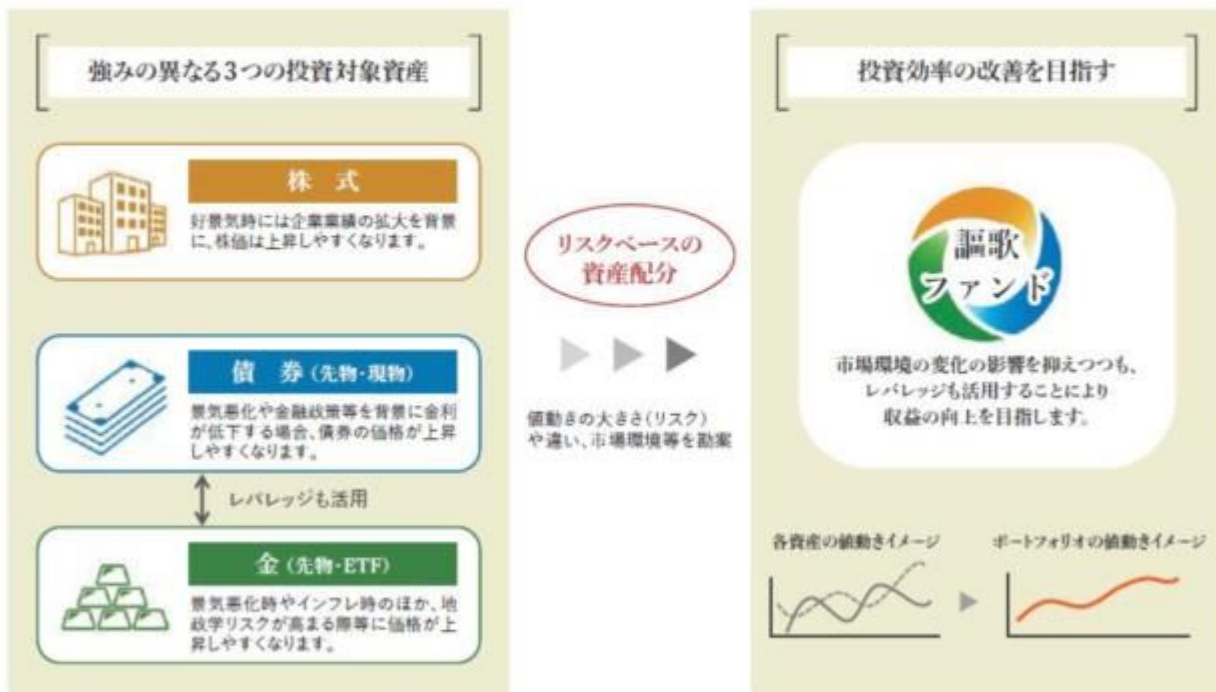 強みの異なる3つの投資対象資産
株 式
好景気時には企業業績の拡大を背景
に、株価は上昇しやすくなります。
債 券(先物・現物)
景気悪化や金融政策等を背景に金利
が低下する場合、債券の価格が上昇
しやすくなります。
レバレッジも活用
金(先物・ETF)
景気悪化時やインフレ時のほか、地
政学リスクが高まる際等に価格が上
昇しやすくなります。
リスクベースの
資産配分
値動きの大きさ(リスク)
や違い、市場環境等を勘案
投資効率の改善を目指す
謳歌
ファンド
市場環境の変化の影響を抑えつつも、
レバレッジも活用することにより
収益の向上を目指します。
各資産の値動きイメージ
ポートフォリオの値動きイメージ